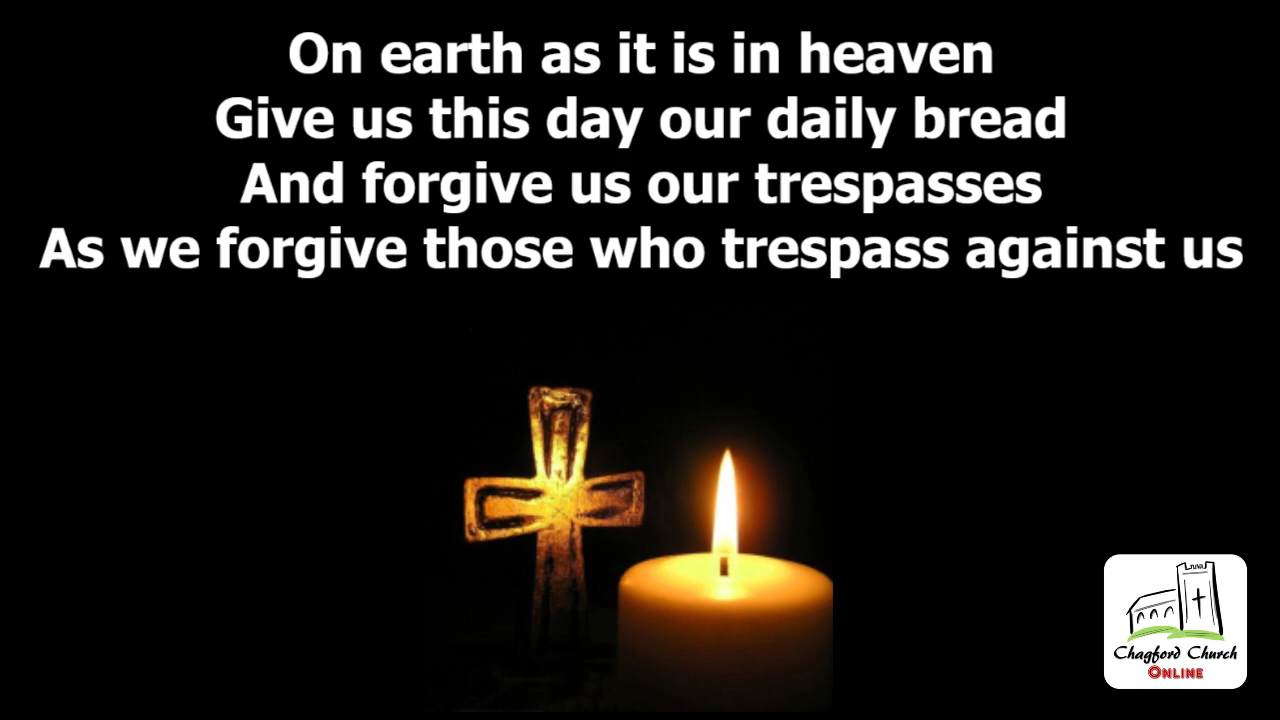 On earth as it is in heaven
Give us this day our daily bread
And forgive us our trespasses
As we forgive those who trespass against us
Chagford Church
ONLINE